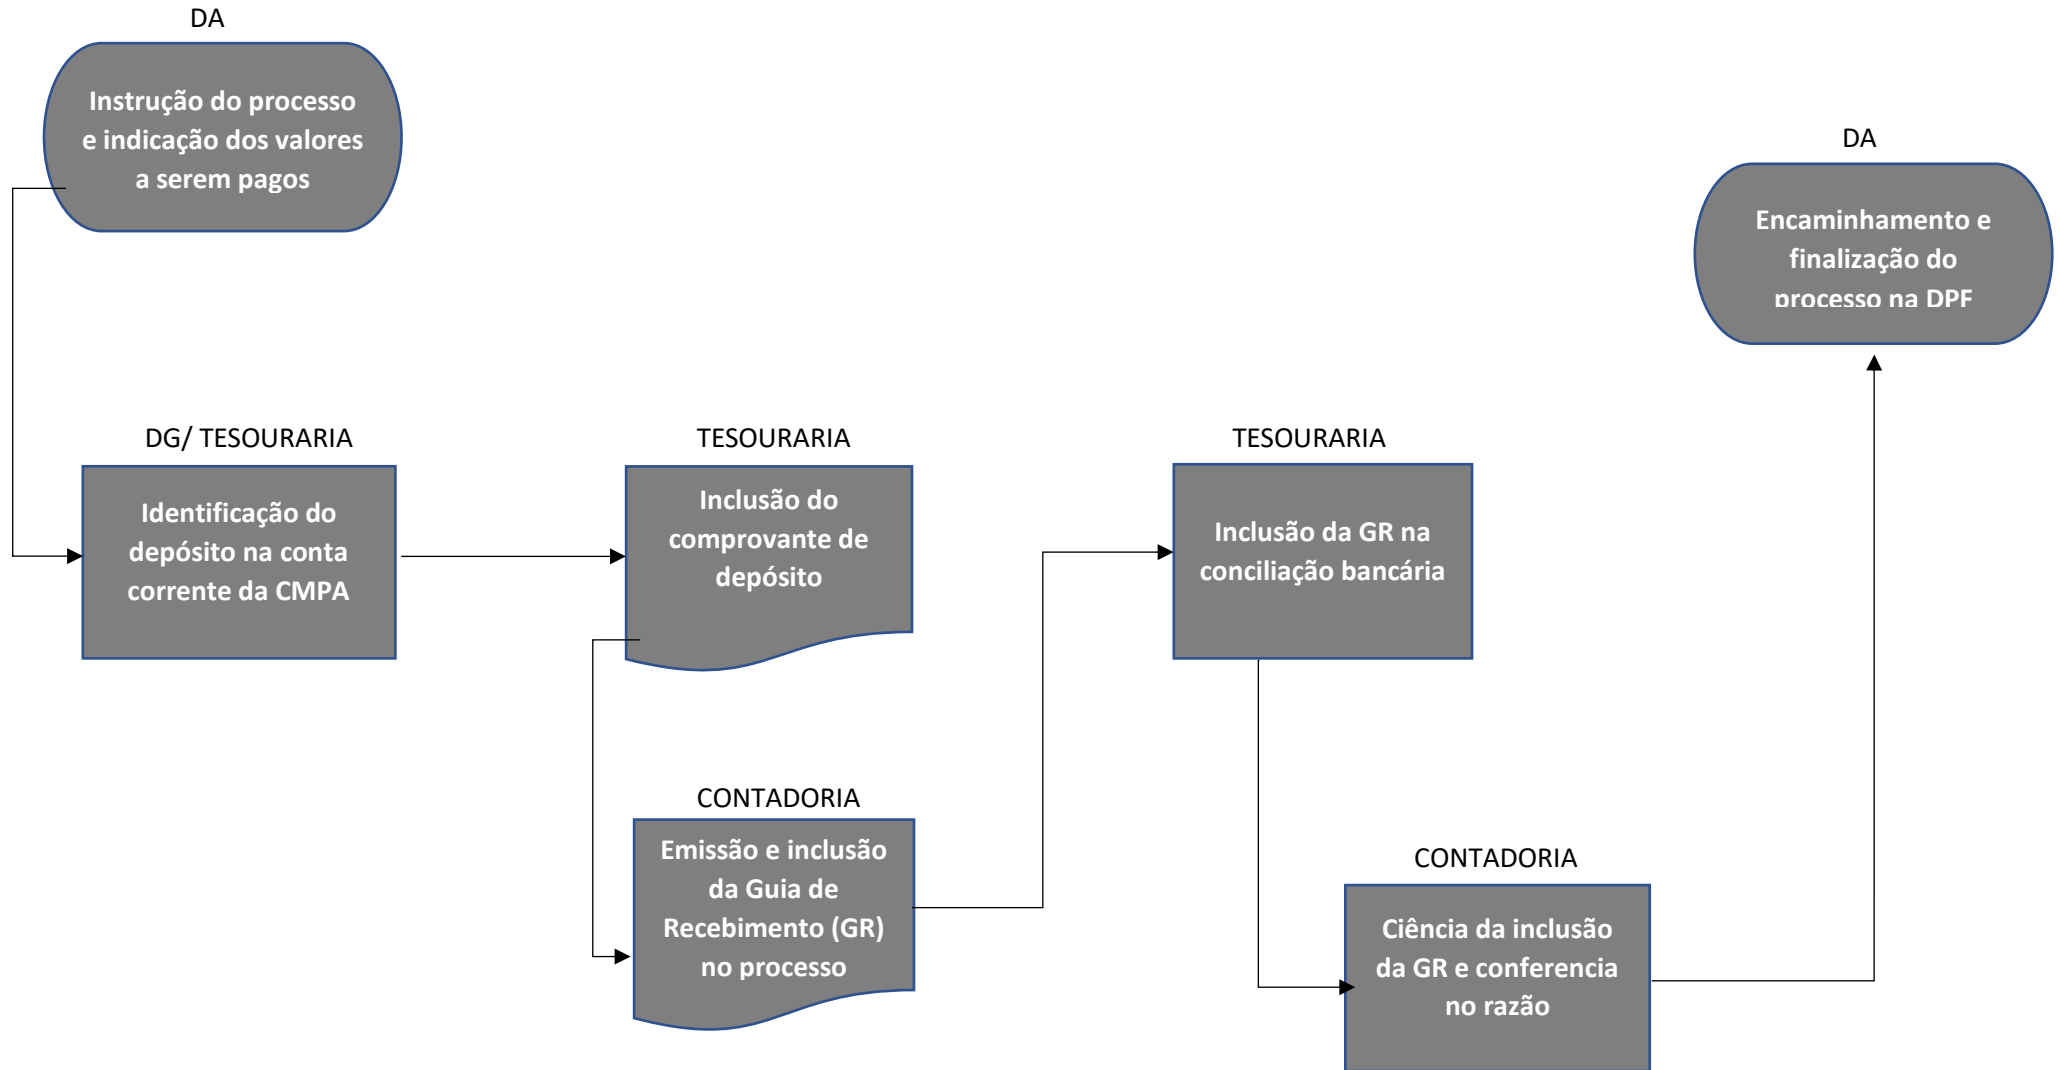 DA
Instrução do processo
e indicação dos valores
a serem pagos
DA
Encaminhamento e
finalização do
processo na DPF
DG/ TESOURARIA
Identificação do
depósito na conta
corrente da CMPA
TESOURARIA
Inclusão do
comprovante de
depósito
TESOURARIA
Inclusão da GR na
conciliação bancária
CONTADORIA
Emissão e inclusão
da Guia de
Recebimento (GR)
no processo
CONTADORIA
Ciência da inclusão
da GR e conferencia
no razão